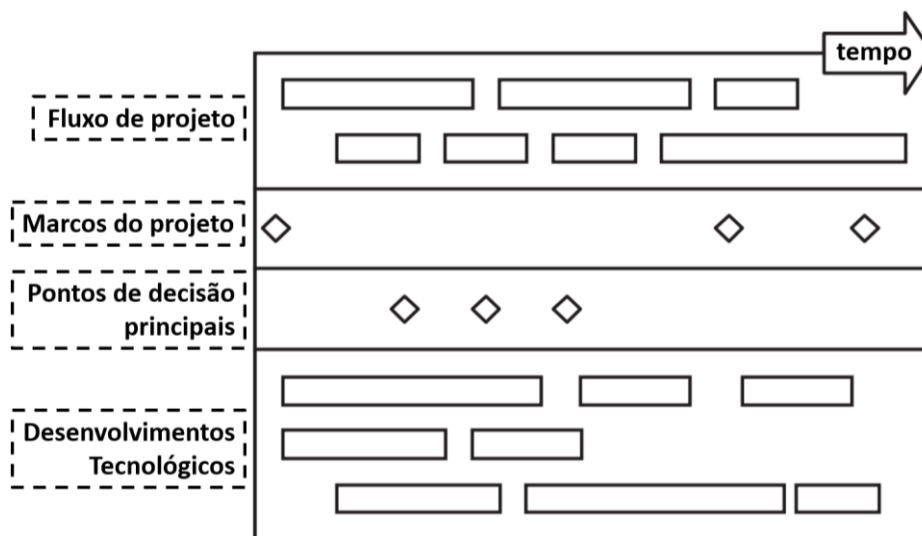 tempo
Fluxo de projeto
Marcos do projeto
Pontos de decisão
principais
Desenvolvimentos
Tecnológicos